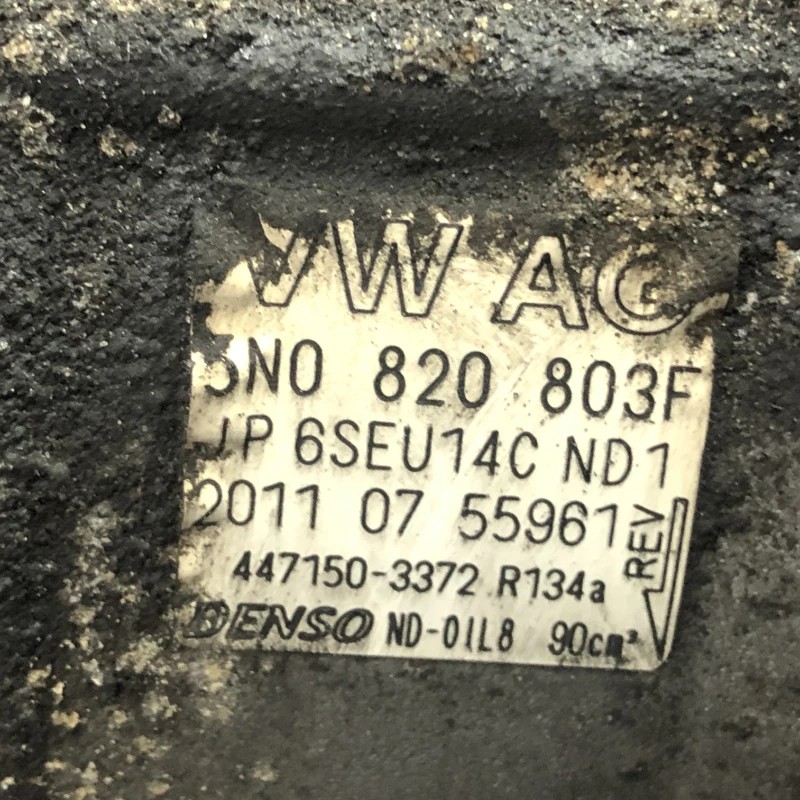 VW AG
5N0 820 803F
JP 6SEU14C ND1
2011 07 55961
REV
447150-3372 R134a
DENSO ND-OIL8 90cm³